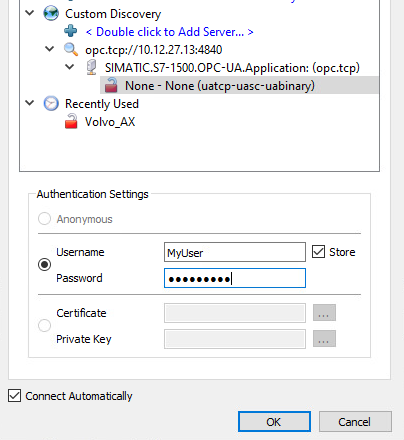 Custom Discovery
< Double click to Add Server... >
opc.tcp://10.12.27.13:4840
SIMATIC.S7-1500.OPC-UA.Application: (opc.tcp)
None - None (uatcp-uasc-uabinary)
Recently Used
Volvo_AX
Authentication Settings
Anonymous
Username MyUser Store
Password ●●●●●●●●●
Certificate ...
Private Key ...
Connect Automatically
OK Cancel